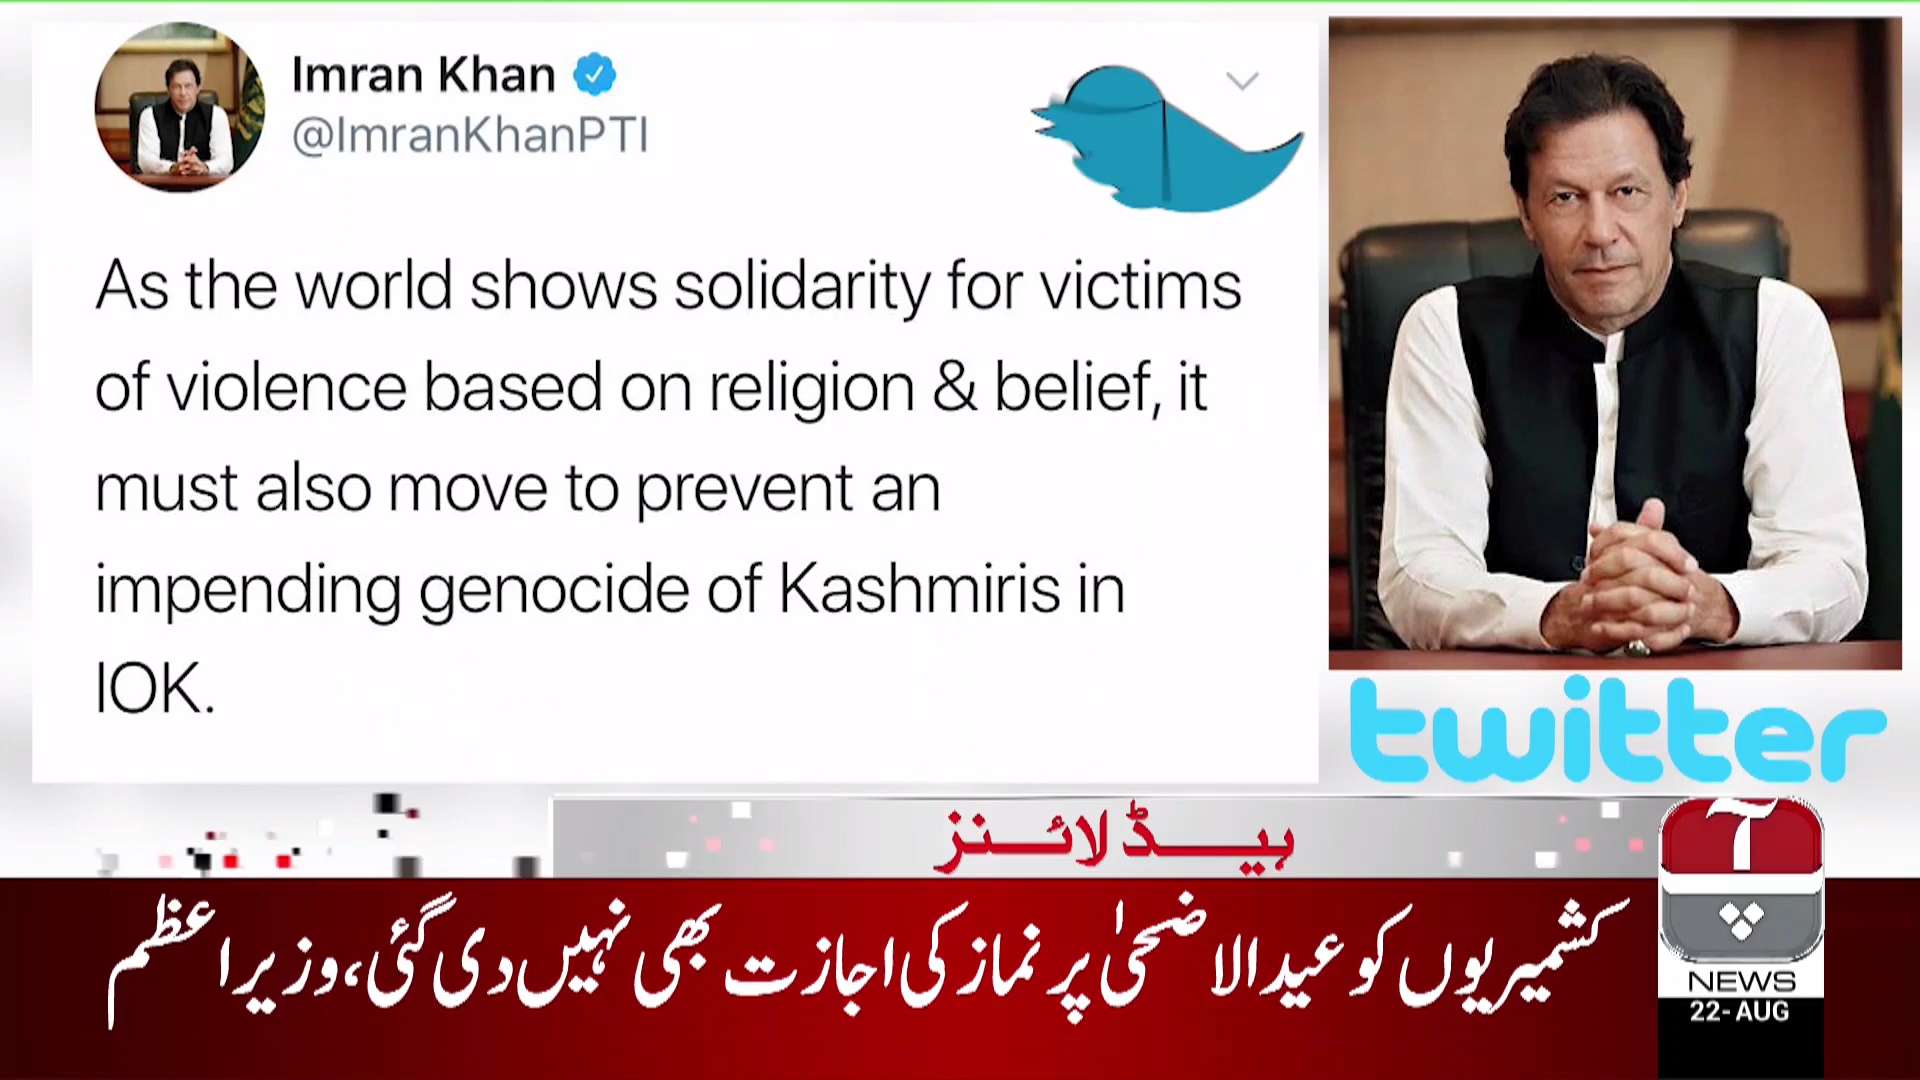 Imran Khan
@ImranKhanPTI
As the world shows solidarity for victims
of violence based on religion & belief, it
must also move to prevent an
impending genocide of Kashmiris in
IOK.
twitter
ہیڈ لائنز
کشمیریوں کو عیدالاضحیٰ پر نماز کی اجازت بھی نہیں دی گئی، وزیراعظم
آپ
NEWS
22-AUG